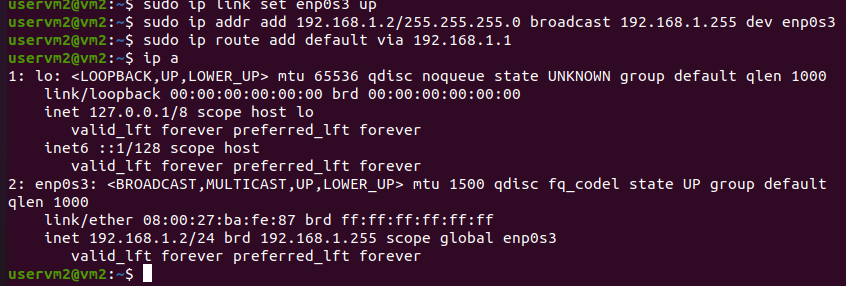 uservm2@vm2:~$ sudo ip link set enp0s3 up
uservm2@vm2:~$ sudo ip addr add 192.168.1.2/255.255.255.0 broadcast 192.168.1.255 dev enp0s3
uservm2@vm2:~$ sudo ip route add default via 192.168.1.1
uservm2@vm2:~$ ip a
1: lo: <LOOPBACK,UP,LOWER_UP> mtu 65536 qdisc noqueue state UNKNOWN group default qlen 1000
    link/loopback 00:00:00:00:00:00 brd 00:00:00:00:00:00
    inet 127.0.0.1/8 scope host lo
       valid_lft forever preferred_lft forever
    inet6 ::1/128 scope host
       valid_lft forever preferred_lft forever
2: enp0s3: <BROADCAST,MULTICAST,UP,LOWER_UP> mtu 1500 qdisc fq_codel state UP group default
qlen 1000
    link/ether 08:00:27:ba:fe:87 brd ff:ff:ff:ff:ff:ff
    inet 192.168.1.2/24 brd 192.168.1.255 scope global enp0s3
       valid_lft forever preferred_lft forever
uservm2@vm2:~$